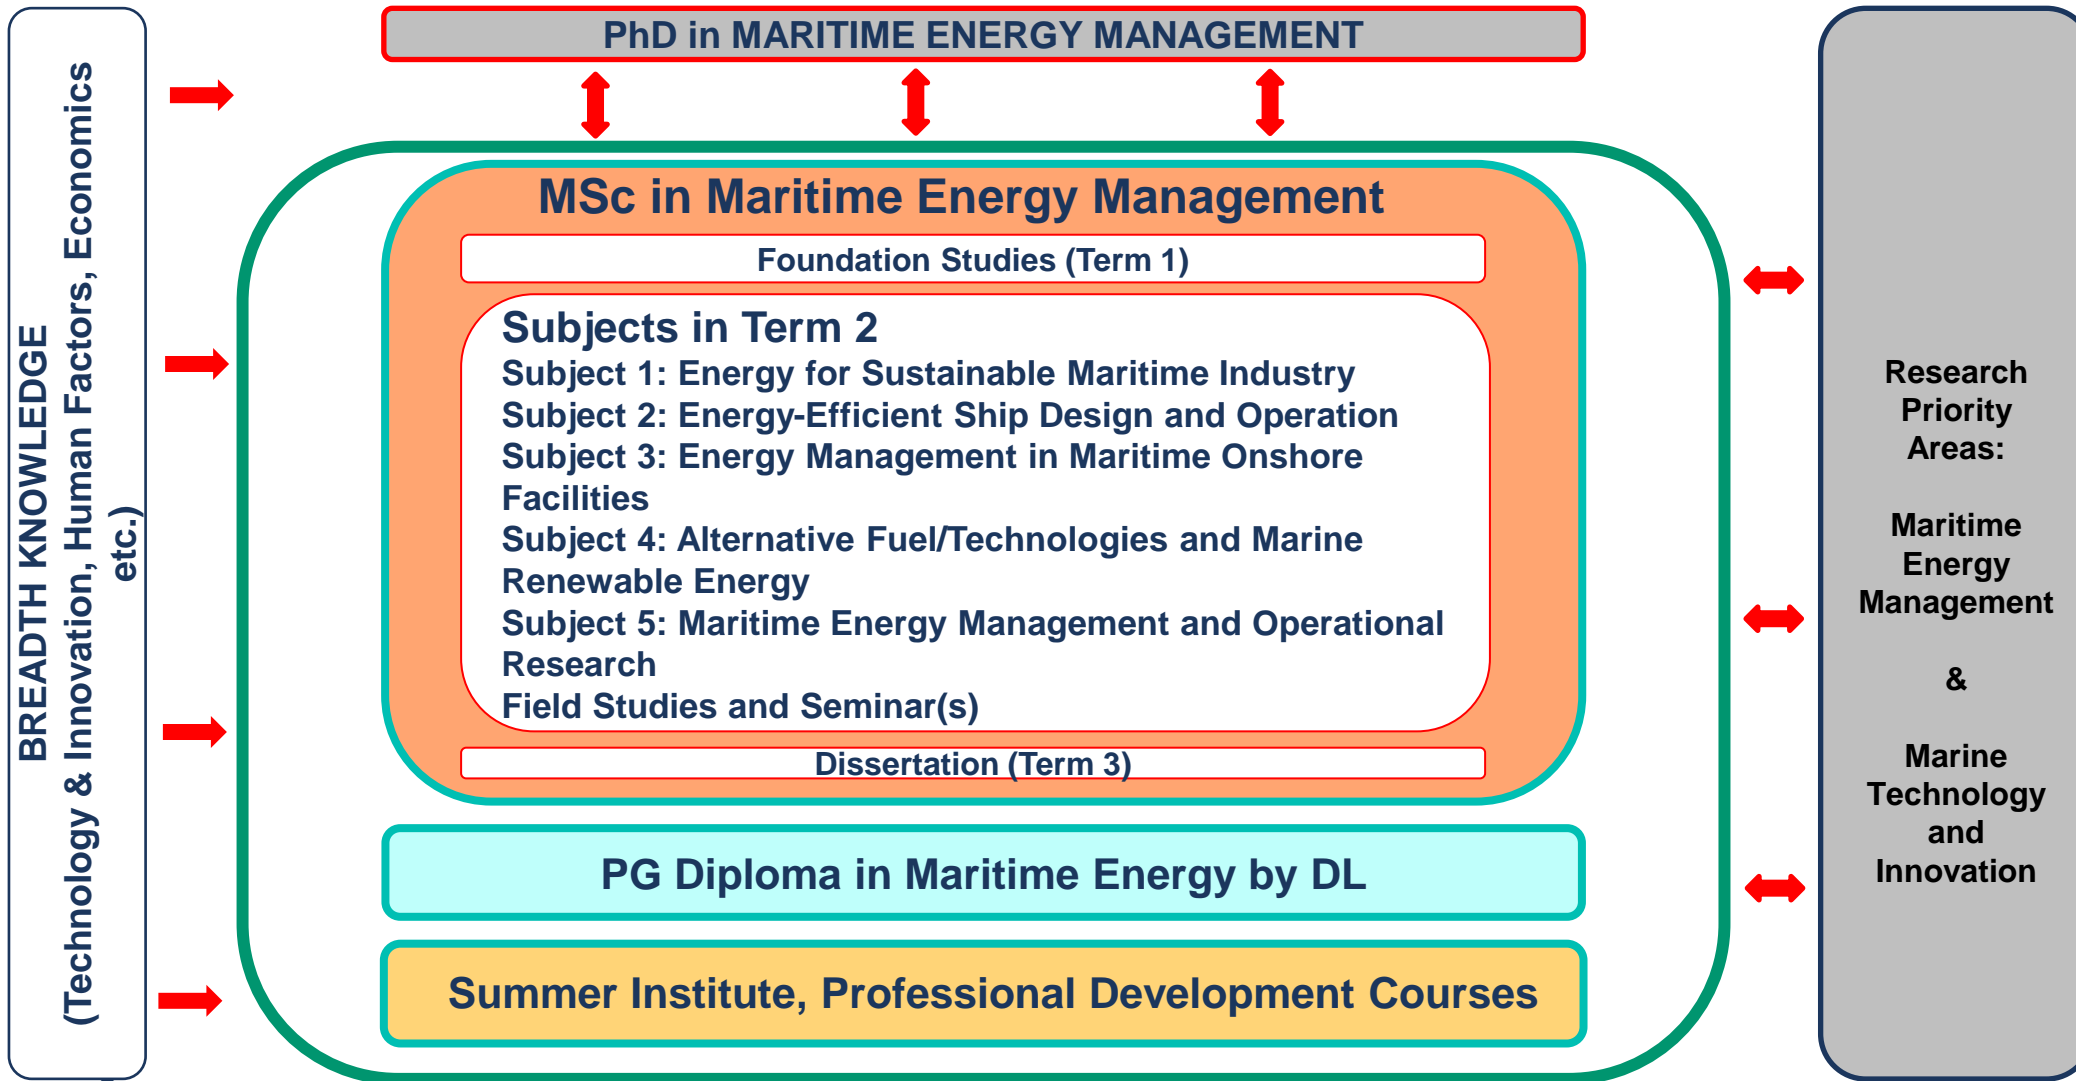 BREADTH KNOWLEDGE
(Technology & Innovation, Human Factors, Economics
etc.)
PhD in MARITIME ENERGY MANAGEMENT
MSc in Maritime Energy Management
Foundation Studies (Term 1)
Subjects in Term 2
Subject 1: Energy for Sustainable Maritime Industry
Subject 2: Energy-Efficient Ship Design and Operation
Subject 3: Energy Management in Maritime Onshore
Facilities
Subject 4: Alternative Fuel/Technologies and Marine
Renewable Energy
Subject 5: Maritime Energy Management and Operational
Research
Field Studies and Seminar(s)
Dissertation (Term 3)
PG Diploma in Maritime Energy by DL
Summer Institute, Professional Development Courses
Research
Priority
Areas:
Maritime
Energy
Management
&
Marine
Technology
and
Innovation